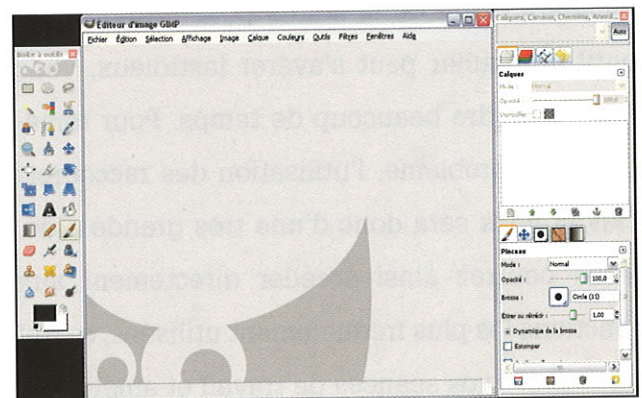 Boîte à outils
Éditeur d'image GIMP
Fichier Édition Sélection Affichage Image Calque Couleurs Outils Filtres Fenêtres Aide
Calques, Canaux, Chemins, Annul...
Auto
Calques
Mode : Normal
Opacité : 100,0
Verrouiller :
Pinceau
Mode : Normal
Opacité : 100,0
Brosse : Circle (11)
Étirer ou rétrécir : 1,00
Dynamique de la brosse
Estomper